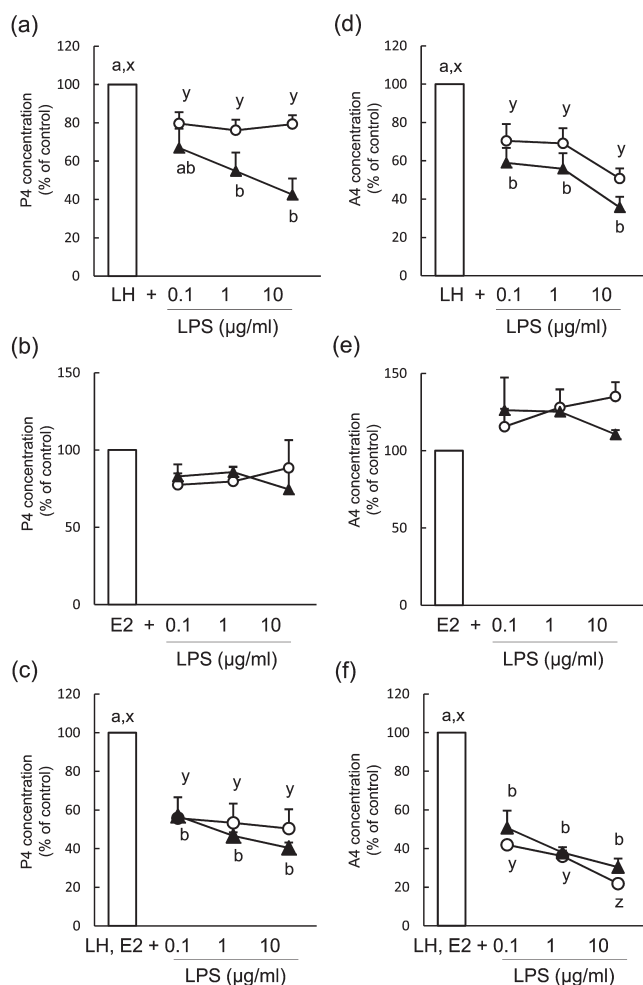 (a)
120
100
80
60
40
20
0
P4 concentration
(% of control)
a,x
y y y
ab b b
LH + 0.1 1 10
LPS (µg/ml)
(d)
120
100
80
60
40
20
0
A4 concentration
(% of control)
a,x
y y y
b b b
LH + 0.1 1 10
LPS (µg/ml)
(b)
150
100
50
0
P4 concentration
(% of control)
E2 + 0.1 1 10
LPS (µg/ml)
(e)
150
100
50
0
A4 concentration
(% of control)
E2 + 0.1 1 10
LPS (µg/ml)
(c)
120
100
80
60
40
20
0
P4 concentration
(% of control)
a,x
y y y
b b b
LH, E2 + 0.1 1 10
LPS (µg/ml)
(f)
120
100
80
60
40
20
0
A4 concentration
(% of control)
a,x
b b b
y y z
LH, E2 + 0.1 1 10
LPS (µg/ml)